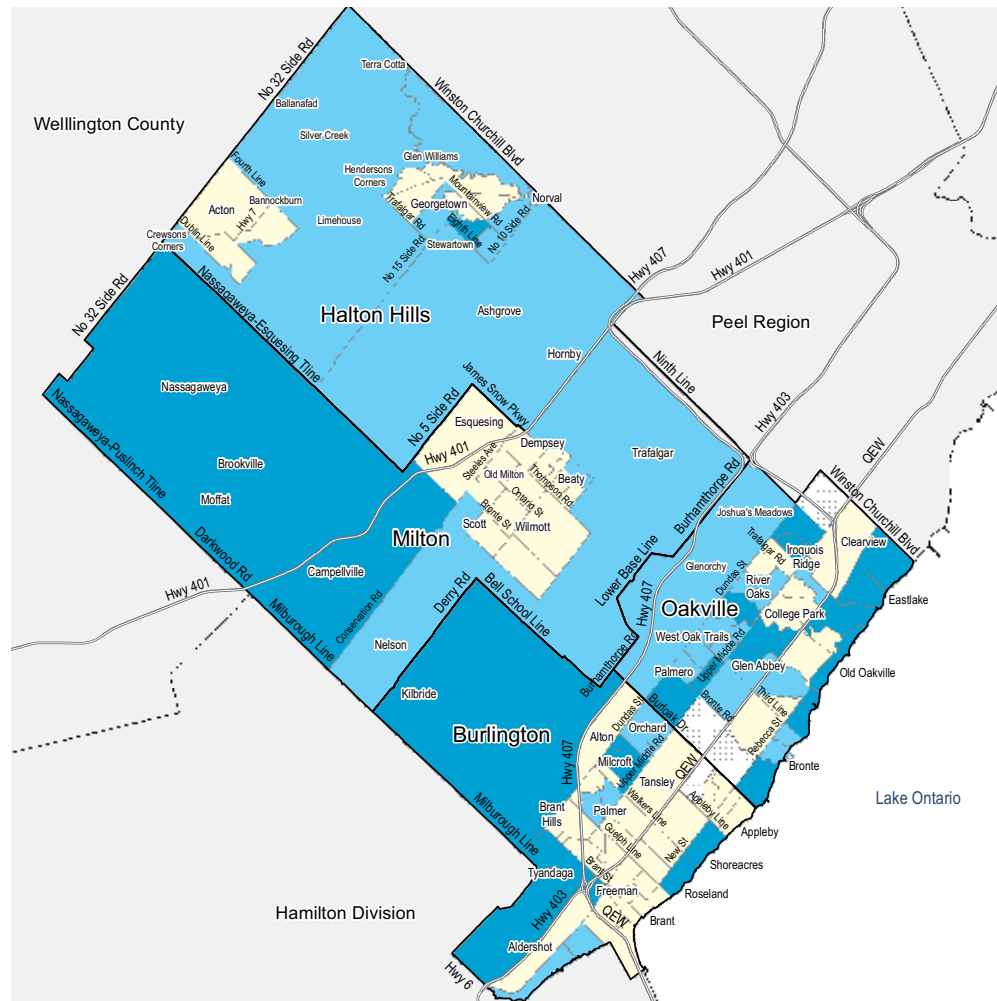 No 32 Side Rd
Terra Cotta
Winston Churchill Blvd
Ballanafad
Welllington County
Silver Creek
Glen Williams
Fourth Line
Hendersons
Corners
Mountainview Rd
Norval
Bannockburn
Acton
Hwy 7
Georgetown
Trafalgar Rd
Limehouse
Eighth Line
No 10 Side Rd
Dublin Line
Crewsons
Corners
Stewartown
No 15 Side Rd
Hwy 407
Hwy 401
No 32 Side Rd
Nassagaweya-Esquesing Tline
Halton Hills
Ashgrove
Peel Region
Hornby
Ninth Line
Nassagaweya
James Snow Pkwy
No 5 Side Rd
Esquesing
Hwy 403
Nassagaweya-Puslinch Tline
Hwy 401
Dempsey
Trafalgar
QEW
Brookville
Steeles Ave
Old Milton
Thompson Rd
Beaty
Moffat
Ontario St
Bronte St
Scott
Wilmott
Burhamthorpe Rd
Winston Churchill Blvd
Joshua's Meadows
Milton
Darkwood Rd
Trafalgar Rd
Clearview
Iroquois
Ridge
Lower Base Line
Glenorchy
Dundas St
Campellville
River
Oaks
Hwy 401
Derry Rd
Bell School Line
Hwy 407
Oakville
Eastlake
College Park
Conservation Rd
Milburough Line
Nelson
West Oak Trails
Upper Middle Rd
Burhamthorpe Rd
Palmero
Glen Abbey
Old Oakville
Kilbride
Burlington
Dundas St
Burloak Dr
Bronte Rd
Third Line
Orchard
Alton
Rebecca St
Hwy 407
Upper Middle Rd
Milcroft
QEW
Bronte
Tansley
Lake Ontario
Milburough Line
Brant
Hills
Palmer
Walkers Line
Appleby Line
Appleby
Guelph Line
New St
Shoreacres
Tyandaga
Brant St
Freeman
Roseland
Hamilton Division
Hwy 403
QEW
Brant
Aldershot
Hwy 6